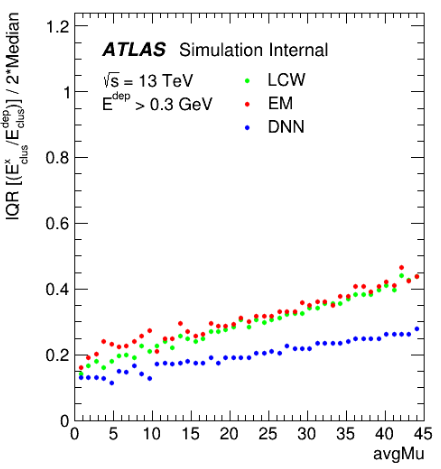 IQR [(E^x_clus/E^dep_clus)] / 2*Median
1.2
1
0.8
0.6
0.4
0.2
0
ATLAS Simulation Internal
√s = 13 TeV
E^dep > 0.3 GeV
LCW
EM
DNN
0 5 10 15 20 25 30 35 40 45
avgMu